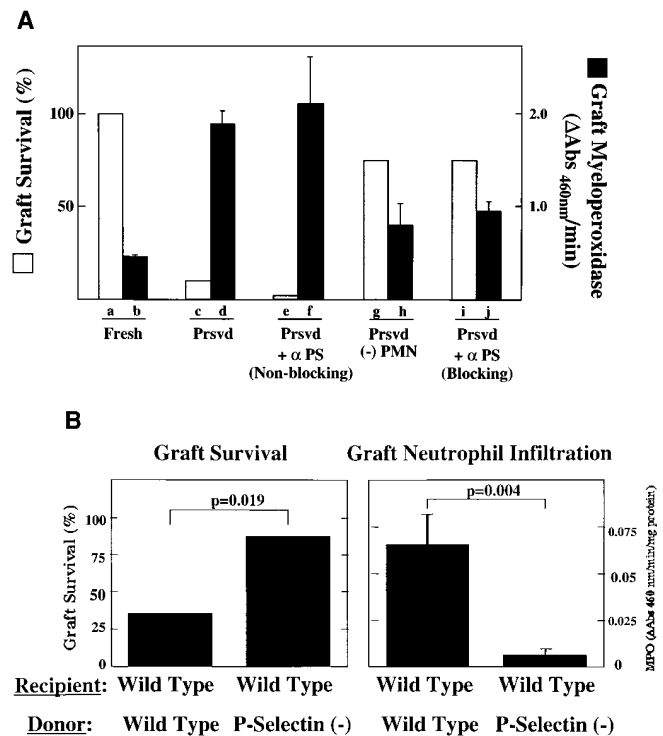 A
Graft Survival (%)
100
50
2.0
1.0
Graft Myeloperoxidase
(ΔAbs 460nm/min)
a b c d e f g h i j
Fresh Prsvd Prsvd Prsvd Prsvd
+ α PS (-) PMN + α PS
(Non-blocking) (Blocking)
B
Graft Survival Graft Neutrophil Infiltration
p=0.019 p=0.004
Graft Survival (%)
100
75
50
25
0
0.075
0.05
0.025
0
MPO (ΔAbs 460 nm/min/mg protein)
Recipient: Wild Type Wild Type Wild Type Wild Type
Donor: Wild Type P-Selectin (-) Wild Type P-Selectin (-)